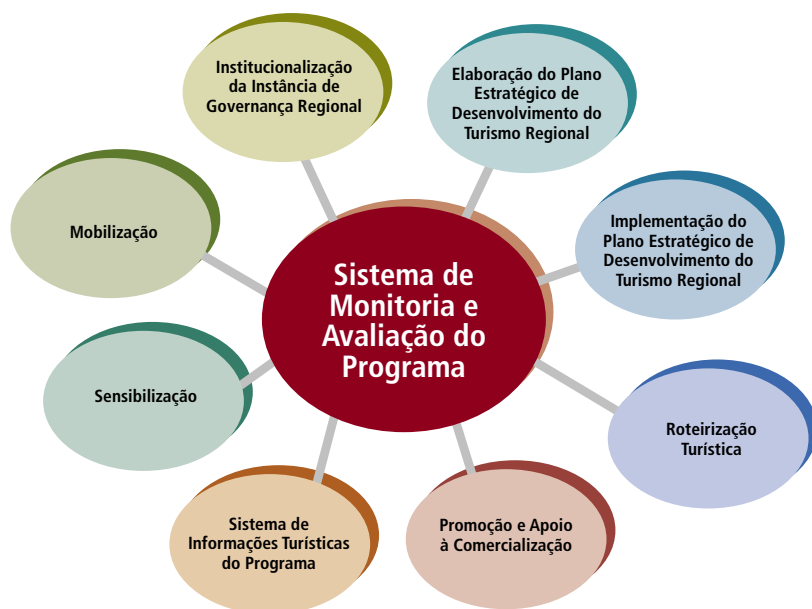 Institucionalização
da Instância de
Governança Regional
Elaboração do Plano
Estratégico de
Desenvolvimento do
Turismo Regional
Mobilização
Implementação do
Plano Estratégico de
Desenvolvimento do
Turismo Regional
Sistema de
Monitoria e
Avaliação do
Programa
Sensibilização
Roteirização
Turística
Sistema de
Informações Turísticas
do Programa
Promoção e Apoio
à Comercialização